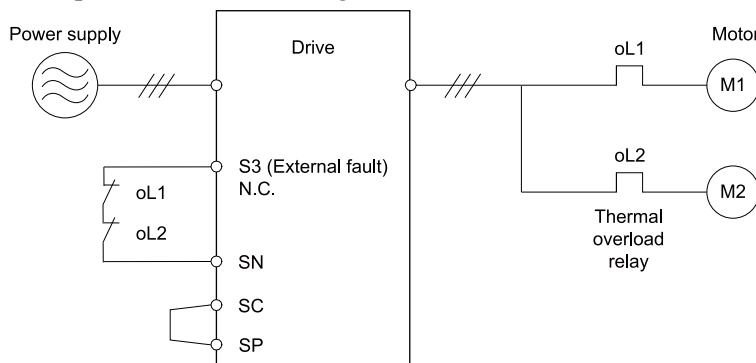 Power supply
Drive
oL1
Motor
M1
S3 (External fault)
N.C.
oL1
oL2
oL2
M2
Thermal
overload
relay
SN
SC
SP